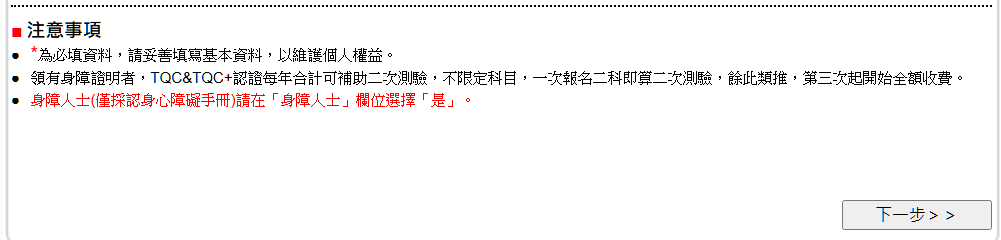 ■ 注意事項
● *為必填資料，請妥善填寫基本資料，以維護個人權益。
● 領有身障證明者，TQC&TQC+認證每年合計可補助二次測驗，不限定科目，一次報名二科即算二次測驗，餘此類推，第三次起開始全額收費。
● 身障人士(僅採認身心障礙手冊)請在「身障人士」欄位選擇「是」。
下一步＞＞